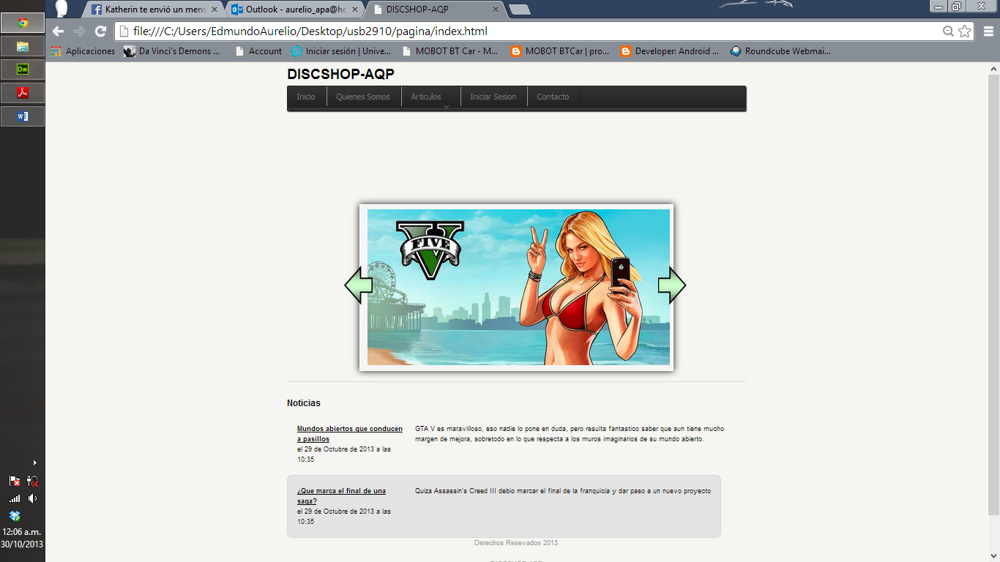 Katherin te envió un mens
Outlook - aurelio_apa@ho
DISCSHOP-AQP
file:///C:/Users/EdmundoAurelio/Desktop/usb2910/pagina/index.html
Aplicaciones
Da Vinci's Demons ...
Account
Iniciar sesión | Unive...
MOBOT BT Car - M...
MOBOT BTCar | pro...
Developer: Android ...
Roundcube Webmai...
Dw
DISCSHOP-AQP
Inicio
Quienes Somos
Articulos
Iniciar Sesion
Contacto
FIVE
Noticias
Mundos abiertos que conducen
a pasillos
el 29 de Octubre de 2013 a las
10:35
GTA V es maravilloso, eso nadie lo pone en duda, pero resulta fantastico saber que aun tiene mucho
margen de mejora, sobretodo en lo que respecta a los muros imaginarios de su mundo abierto.
¿Que marca el final de una
saga?
el 29 de Octubre de 2013 a las
10:35
Quiza Assassin's Creed III debio marcar el final de la franquicia y dar paso a un nuevo proyecto
Derechos Resevados 2013
12:06 a.m.
30/10/2013